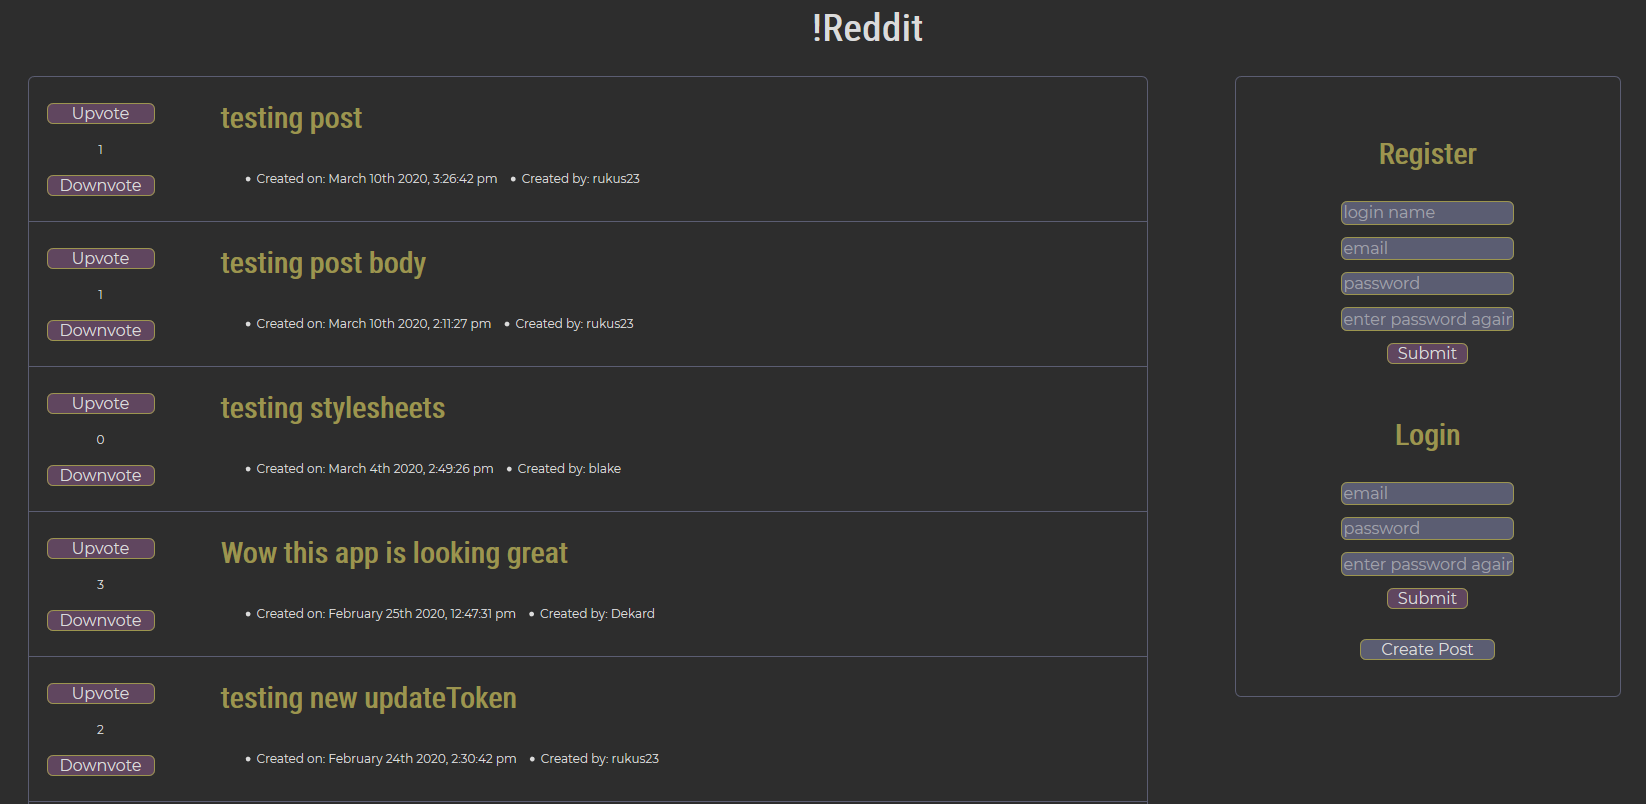 !Reddit
Upvote
1
Downvote
testing post
• Created on: March 10th 2020, 3:26:42 pm • Created by: rukus23
Upvote
1
Downvote
testing post body
• Created on: March 10th 2020, 2:11:27 pm • Created by: rukus23
Upvote
0
Downvote
testing stylesheets
• Created on: March 4th 2020, 2:49:26 pm • Created by: blake
Upvote
3
Downvote
Wow this app is looking great
• Created on: February 25th 2020, 12:47:31 pm • Created by: Dekard
Upvote
2
Downvote
testing new updateToken
• Created on: February 24th 2020, 2:30:42 pm • Created by: rukus23
Register
login name
email
password
enter password again
Submit
Login
email
password
enter password again
Submit
Create Post